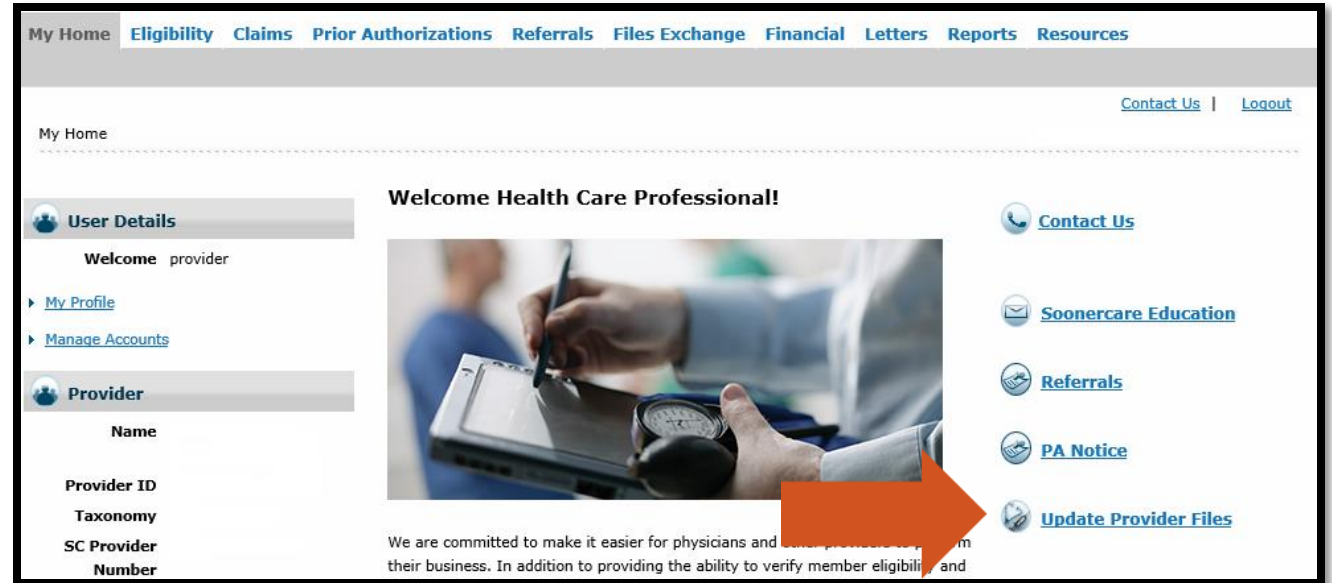 My Home Eligibility Claims Prior Authorizations Referrals Files Exchange Financial Letters Reports Resources
Contact Us | Logout
My Home
User Details
Welcome provider
My Profile
Manage Accounts
Provider
Name
Provider ID
Taxonomy
SC Provider
Number
Welcome Health Care Professional!
We are committed to make it easier for physicians and
their business. In addition to providing the ability to verify member eligibility and
Contact Us
Soonercare Education
Referrals
PA Notice
Update Provider Files